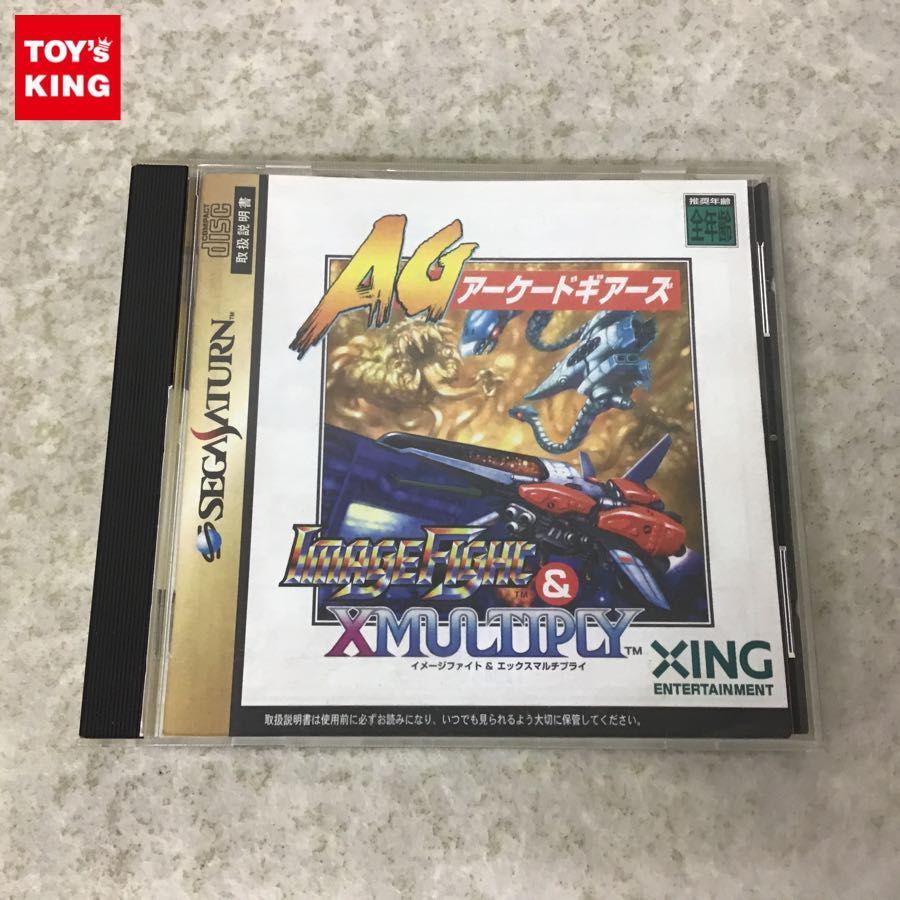 TOY's
KING
COMPACT
disc
取扱説明書
SEGA SATURN™
推奨年齢
全年齢
AG
アーケードギアーズ
IMAGE FIGHT™
&
XMULTIPLY™
イメージファイト & エックスマルチプライ
XING
ENTERTAINMENT
取扱説明書は使用前に必ずお読みになり、いつでも見られるよう大切に保管してください。